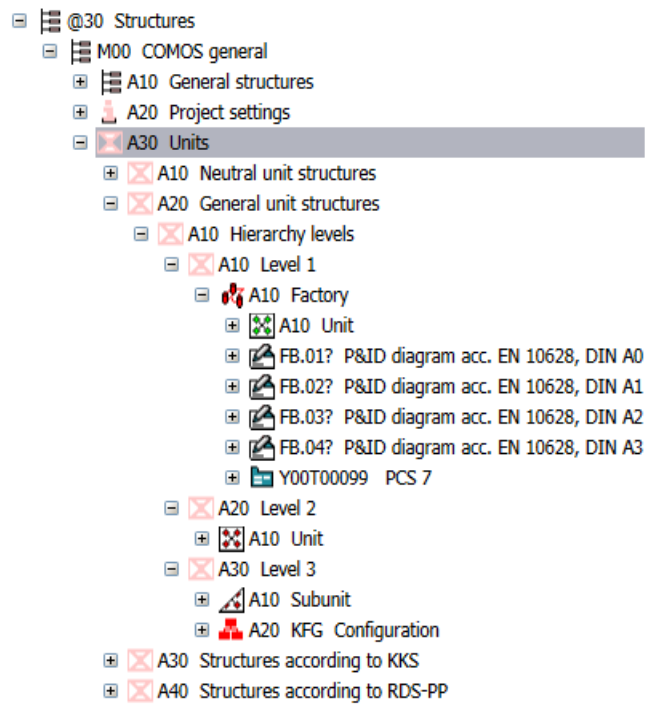 @30 Structures
M00 COMOS general
A10 General structures
A20 Project settings
A30 Units
A10 Neutral unit structures
A20 General unit structures
A10 Hierarchy levels
A10 Level 1
A10 Factory
A10 Unit
FB.01? P&ID diagram acc. EN 10628, DIN A0
FB.02? P&ID diagram acc. EN 10628, DIN A1
FB.03? P&ID diagram acc. EN 10628, DIN A2
FB.04? P&ID diagram acc. EN 10628, DIN A3
Y00T00099 PCS 7
A20 Level 2
A10 Unit
A30 Level 3
A10 Subunit
A20 KFG Configuration
A30 Structures according to KKS
A40 Structures according to RDS-PP